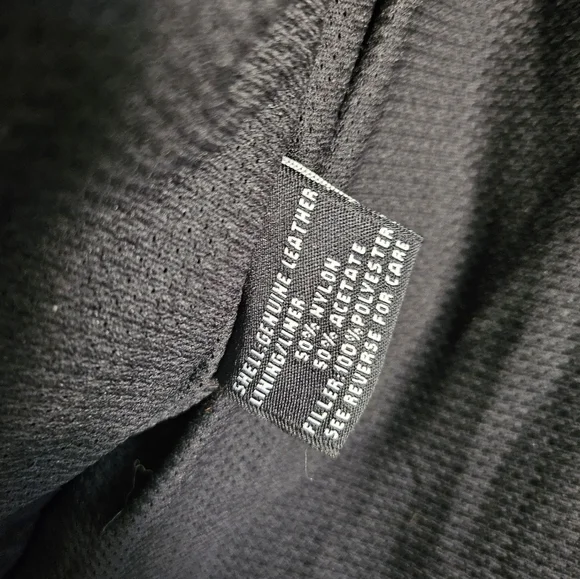 SHELL:GENUINE LEATHER
LINING/LINER
50% NYLON
50% ACETATE
FILLER:100% POLYESTER
SEE REVERSE FOR CARE